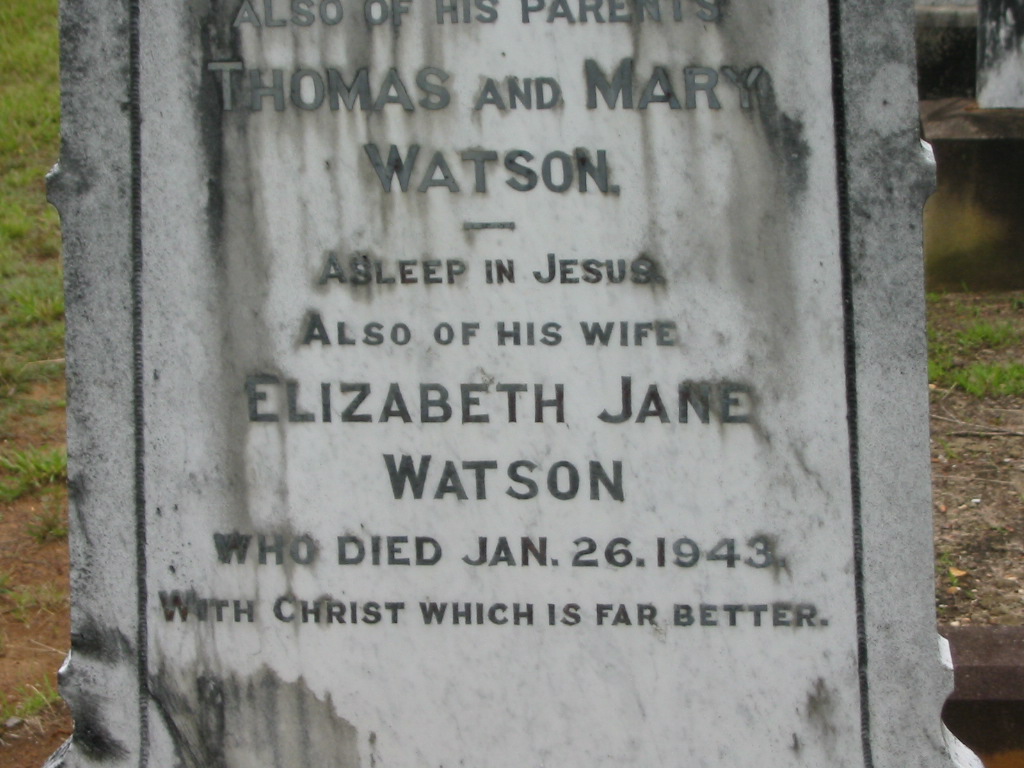 ALSO OF HIS PARENTS
THOMAS AND MARY
WATSON.
ASLEEP IN JESUS.
ALSO OF HIS WIFE
ELIZABETH JANE
WATSON
WHO DIED JAN. 26. 1943.
WITH CHRIST WHICH IS FAR BETTER.